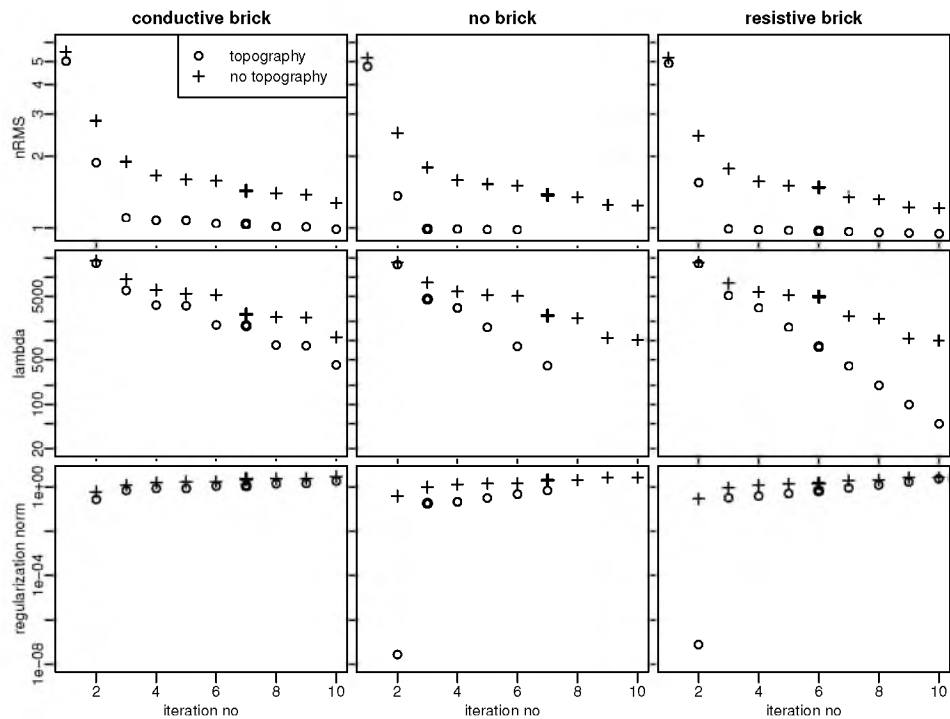 conductive brick
no brick
resistive brick
topography
no topography
nRMS
5
4
3
2
1
lambda
5000
500
100
20
regularization norm
1e+00
1e-04
1e-08
2 4 6 8 10
2 4 6 8 10
2 4 6 8 10
iteration no
iteration no
iteration no